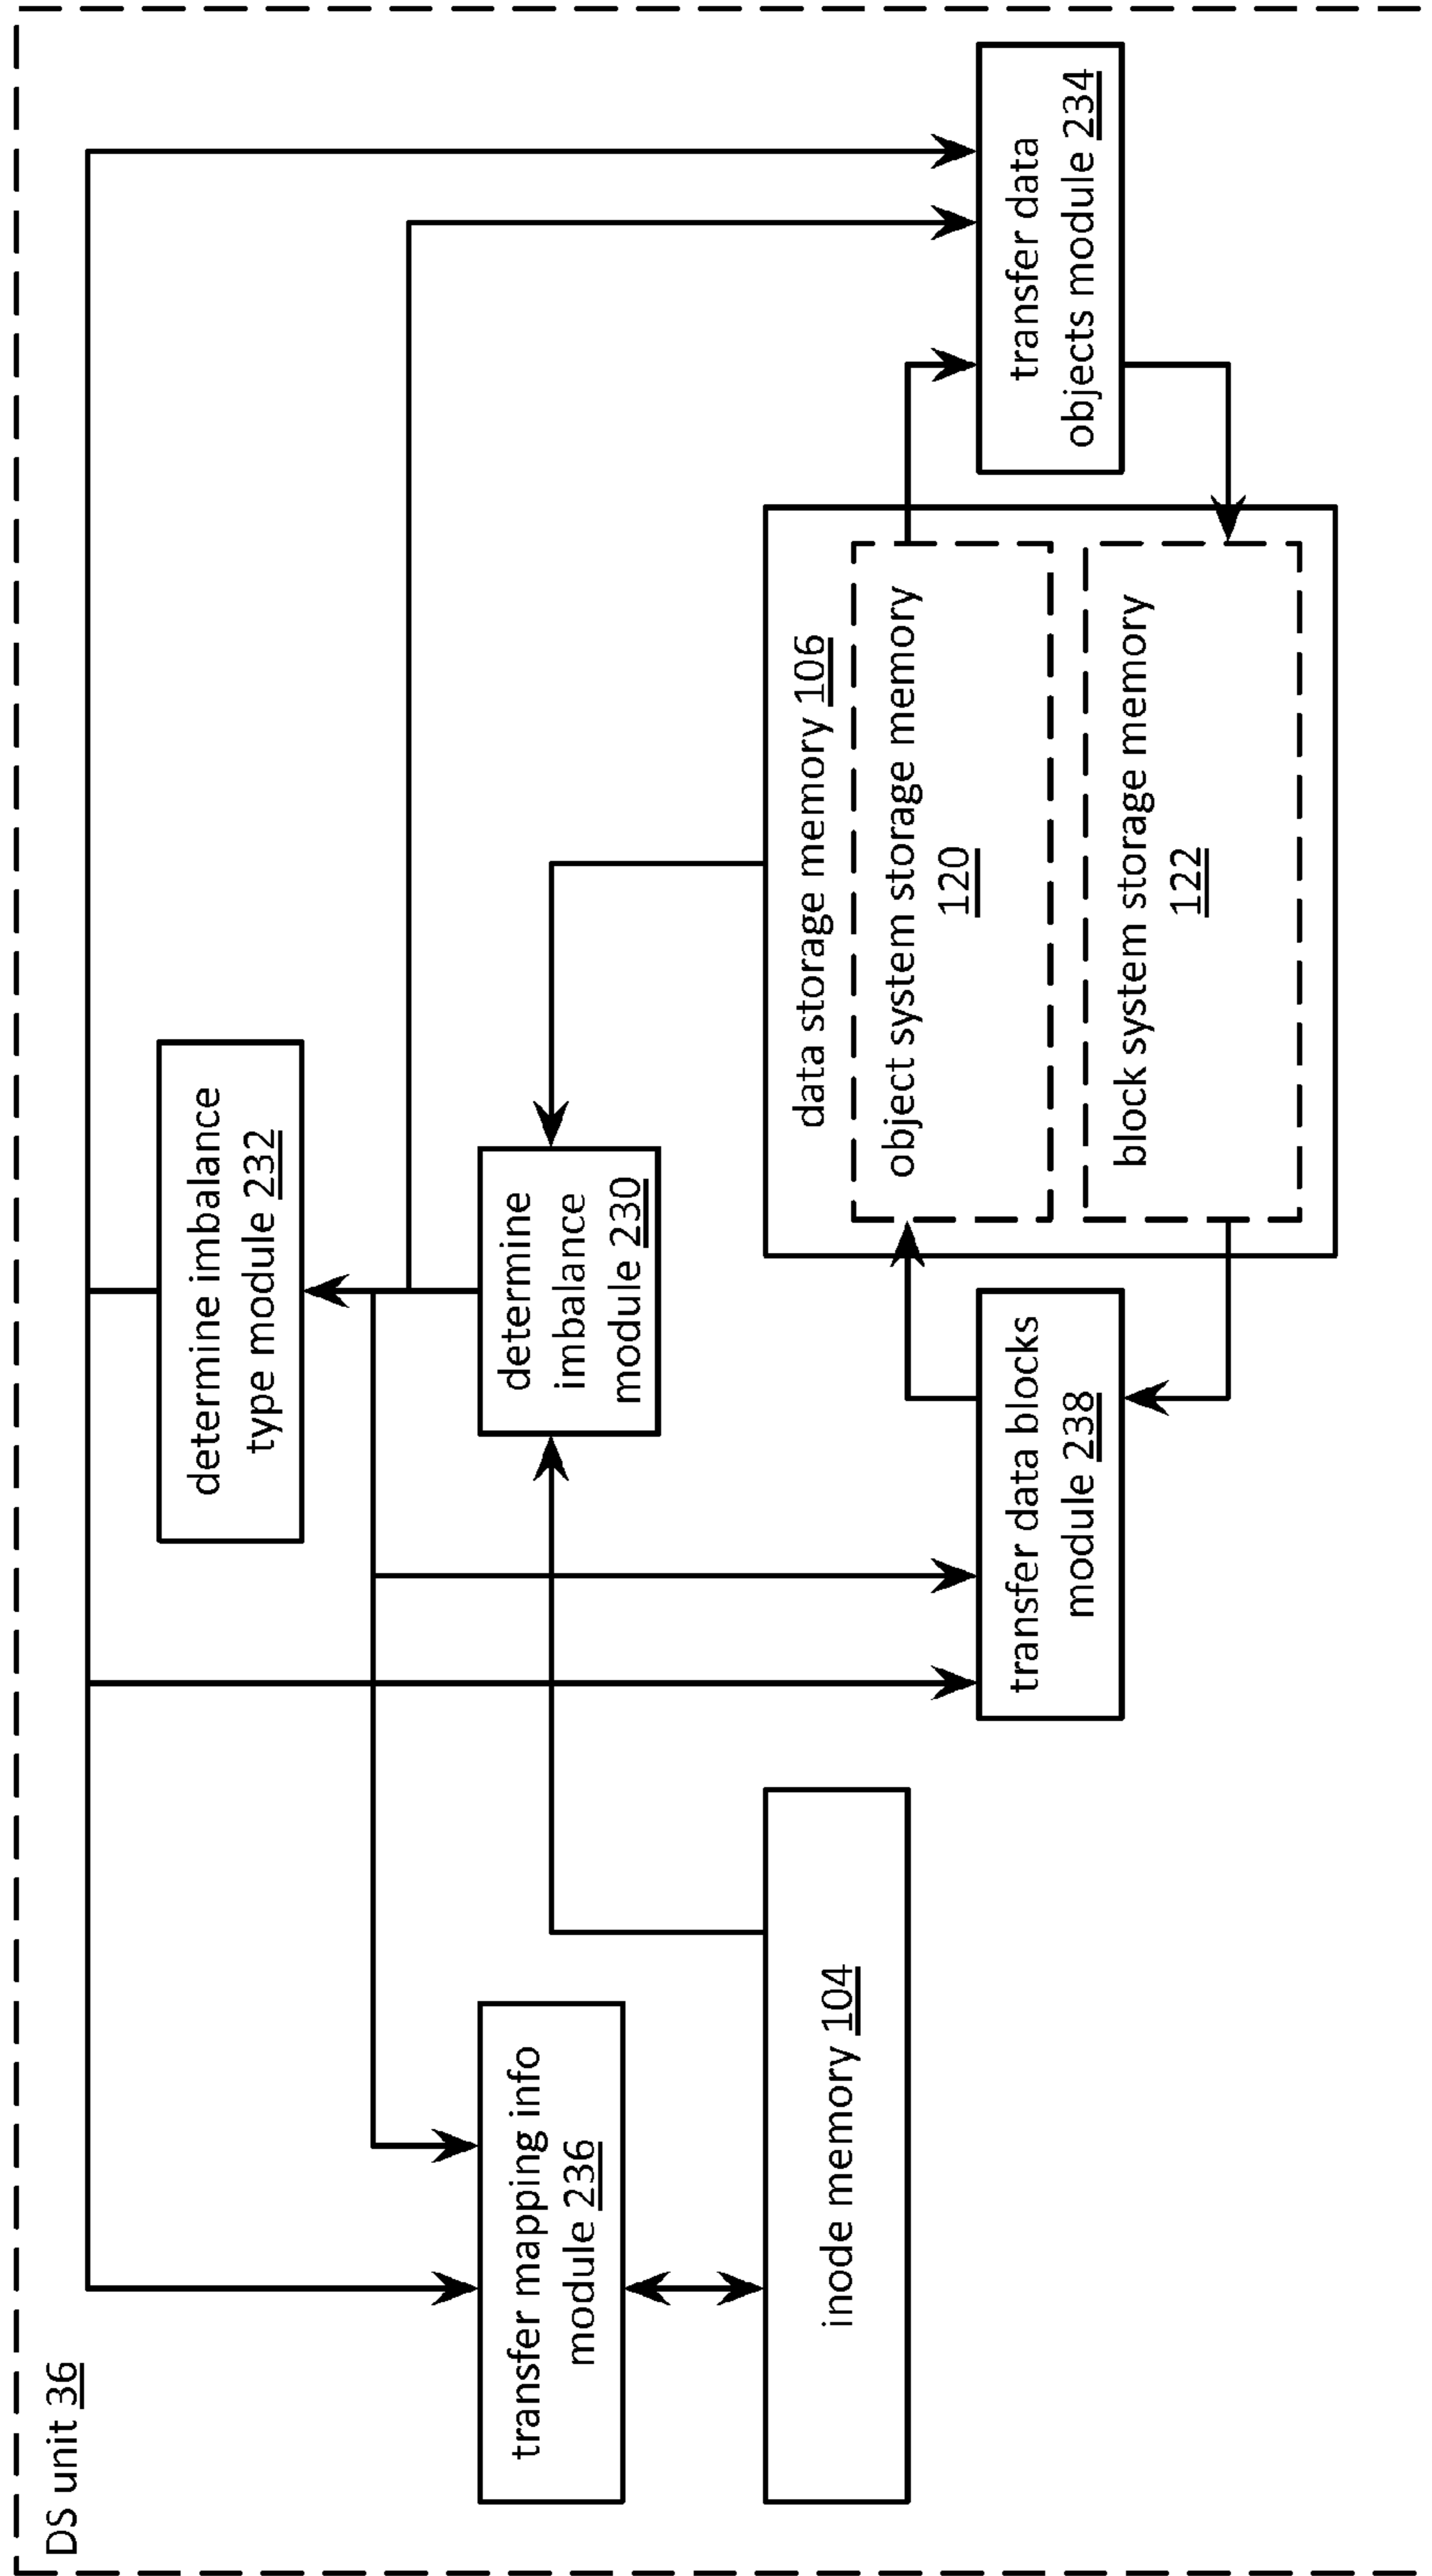 DS unit 36
determine imbalance
type module 232
transfer mapping info
module 236
determine
imbalance
module 230
inode memory 104
data storage memory 106
object system storage memory
120
block system storage memory
122
transfer data blocks
module 238
transfer data
objects module 234